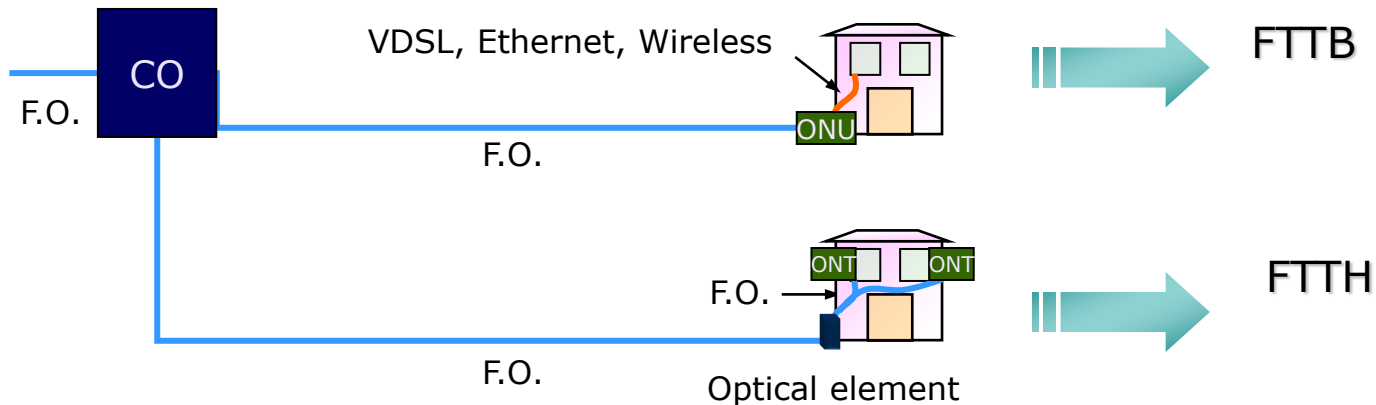 VDSL, Ethernet, Wireless
FTTB
CO
F.O.
ONU
F.O.
ONT
ONT
F.O.
FTTH
F.O.
Optical element